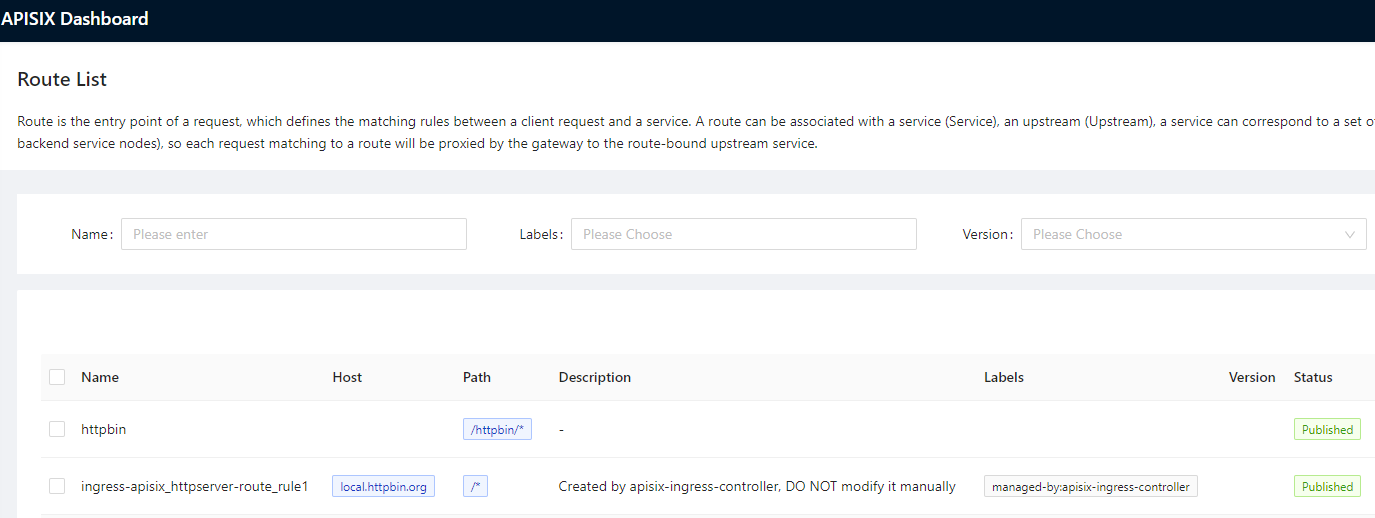 APISIX Dashboard
Route List
Route is the entry point of a request, which defines the matching rules between a client request and a service. A route can be associated with a service (Service), an upstream (Upstream), a service can correspond to a set o
backend service nodes), so each request matching to a route will be proxied by the gateway to the route-bound upstream service.
Name: Please enter Labels: Please Choose Version: Please Choose
Name Host Path Description Labels Version Status
httpbin /httpbin/* - Published
ingress-apisix_httpserver-route_rule1 local.httpbin.org /* Created by apisix-ingress-controller, DO NOT modify it manually managed-by:apisix-ingress-controller Published